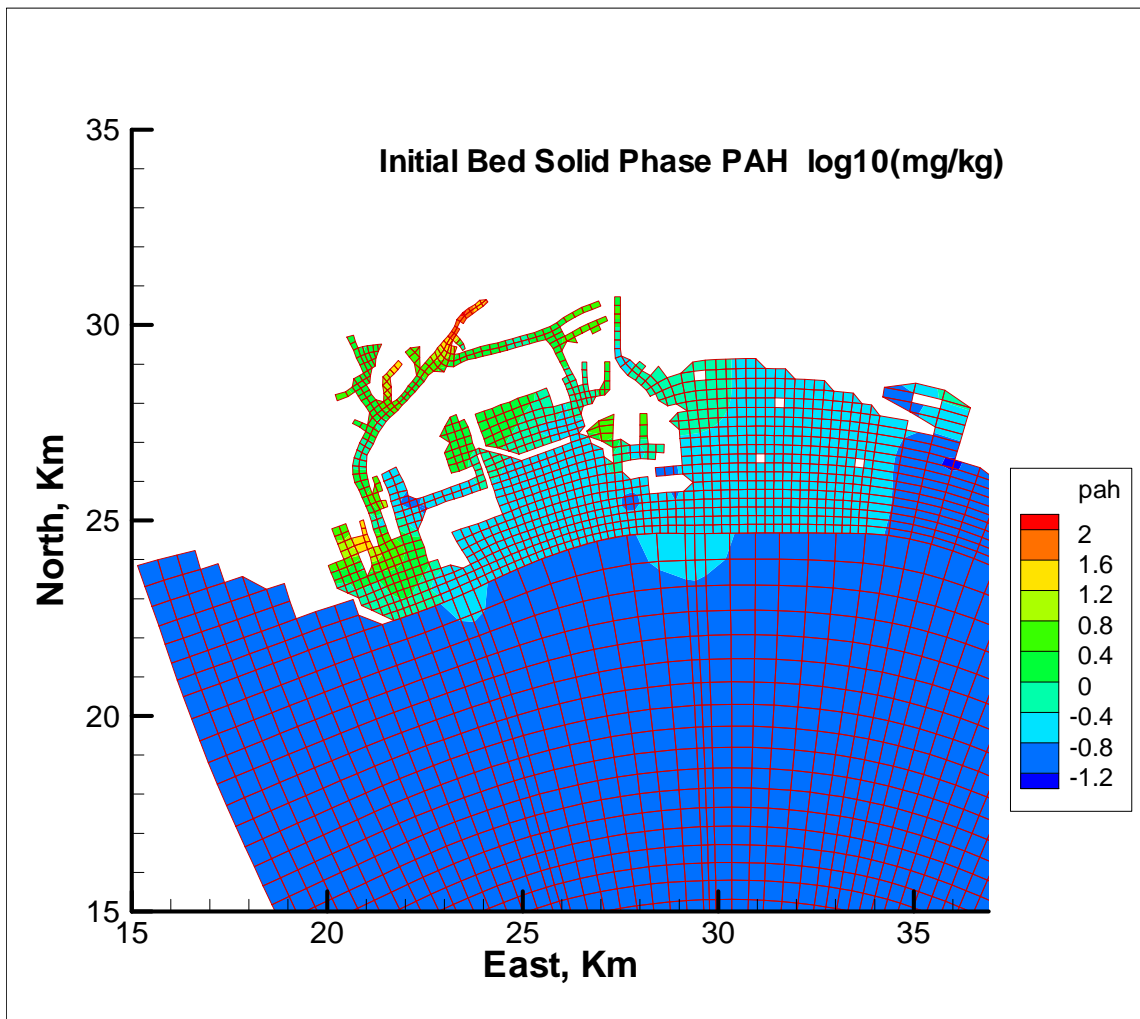 Initial Bed Solid Phase PAH log10(mg/kg)
35
30
25
20
15
North, Km
15 20 25 30 35
East, Km
pah
2
1.6
1.2
0.8
0.4
0
-0.4
-0.8
-1.2